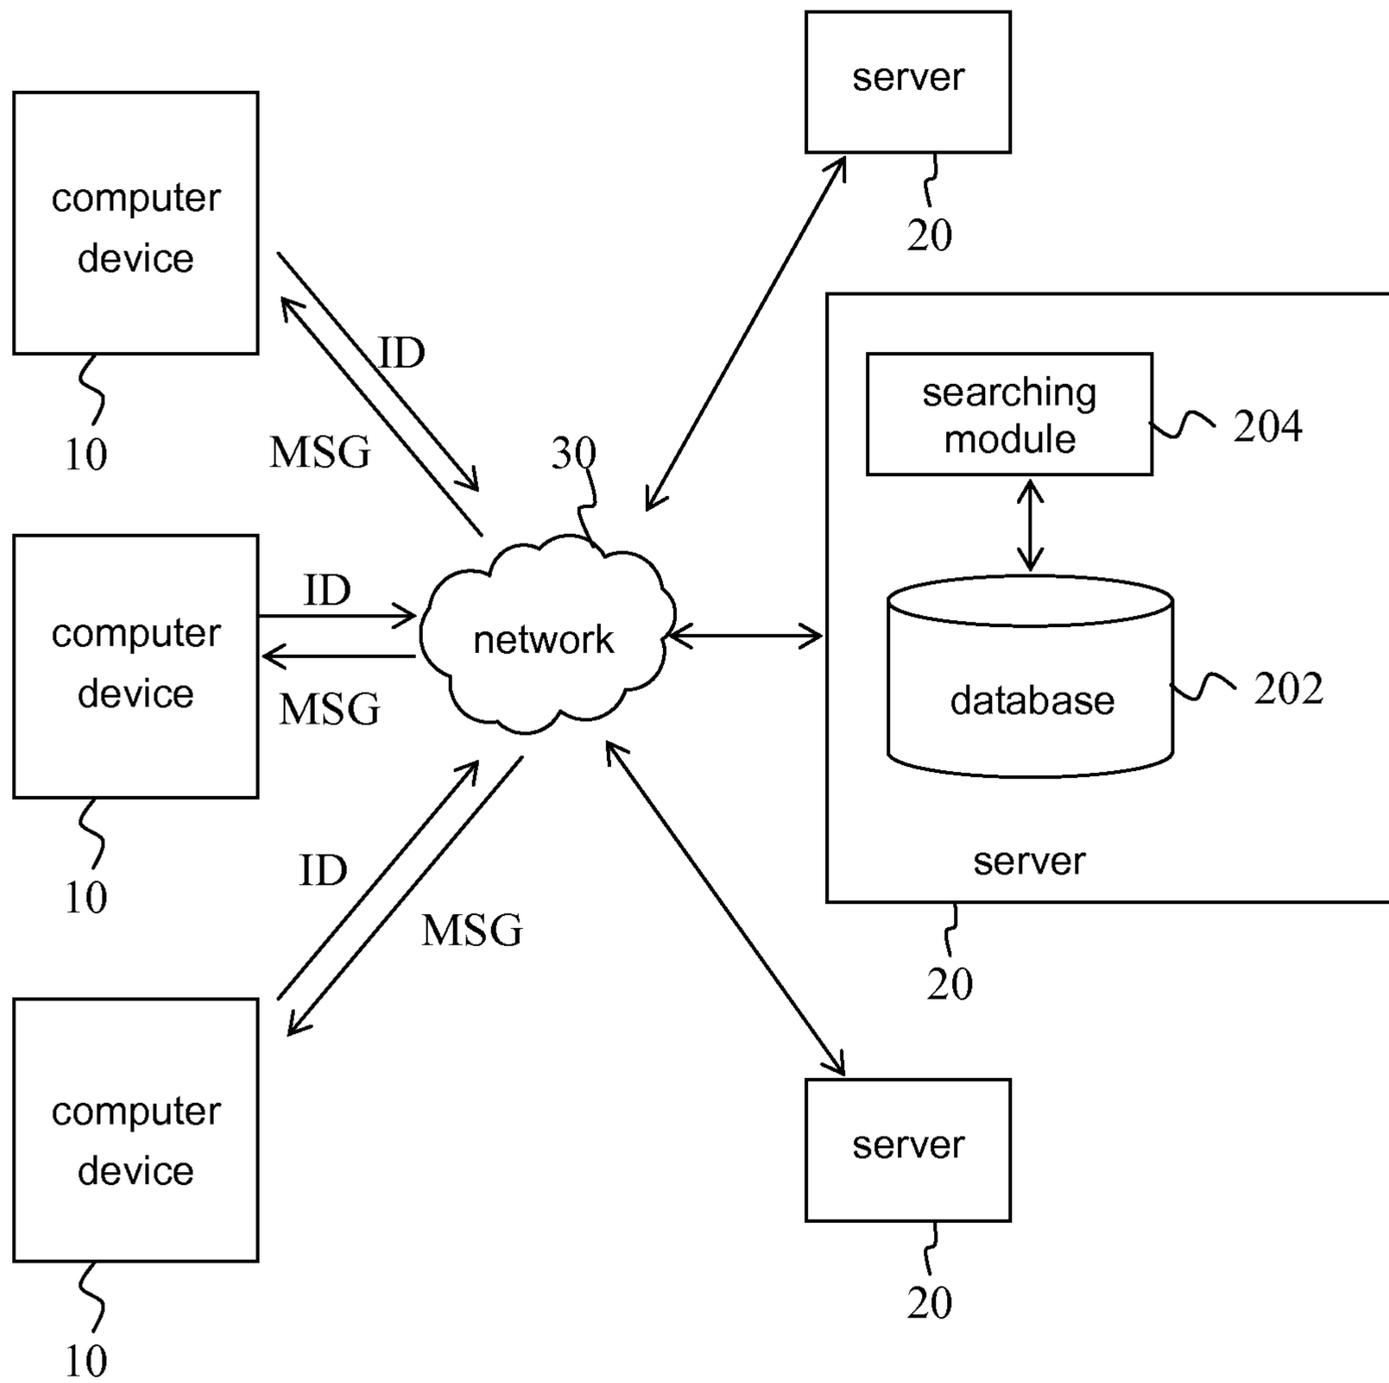 server
20
computer
device
10
ID
MSG
30
searching
module
204
computer
device
10
ID
MSG
network
database
202
server
20
ID
MSG
computer
device
10
server
20